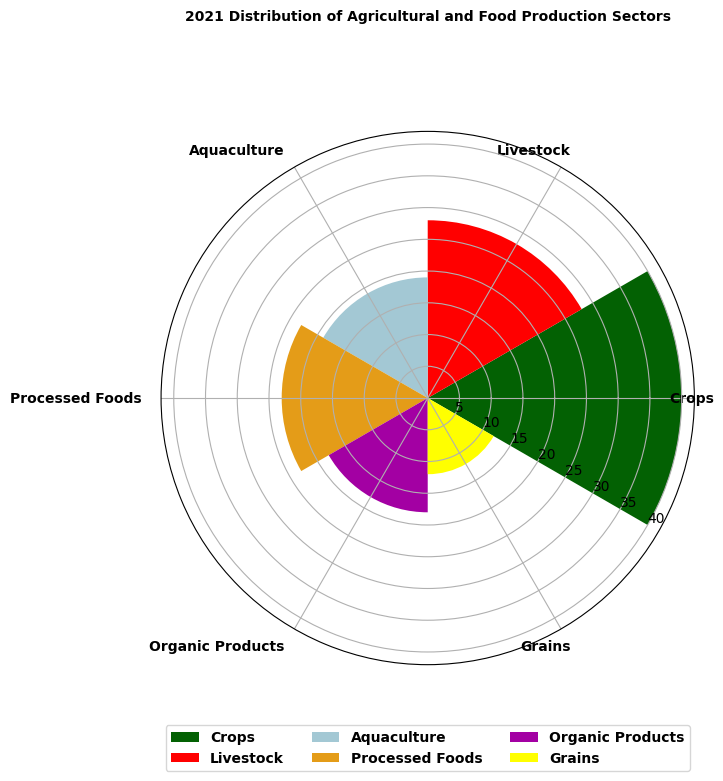 2021 Distribution of Agricultural and Food Production Sectors
Aquaculture
Livestock
Processed Foods
Crops
5
10
15
20
25
30
35
40
Organic Products
Grains
Crops
Aquaculture
Organic Products
Livestock
Processed Foods
Grains